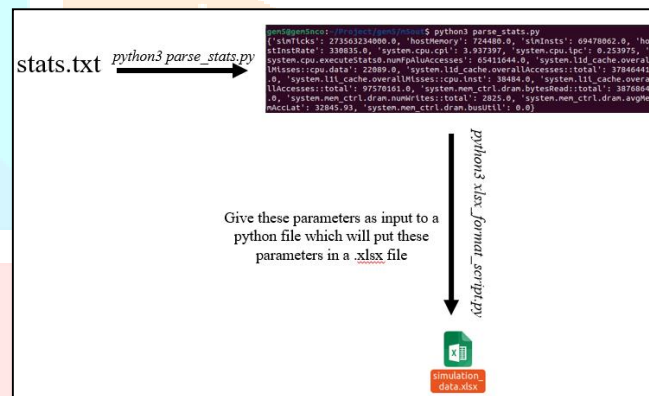 stats.txt
python3 parse_stats.py
gem5@gem5nco:~/Project/gem5/m5out$ python3 parse_stats.py
{'simTicks': 273563234000.0, 'hostMemory': 724480.0, 'simInsts': 69478062.0, 'ho
stInstRate': 330835.0, 'system.cpu.cpi': 3.937397, 'system.cpu.ipc': 0.253975, '
system.cpu.executeStats0.numFpAluAccesses': 65411644.0, 'system.l1d_cache.overal
lMisses::cpu.data': 22089.0, 'system.l1d_cache.overallAccesses::total': 37846441
.0, 'system.l1i_cache.overallMisses::cpu.inst': 38484.0, 'system.l1i_cache.overa
llAccesses::total': 97570161.0, 'system.mem_ctrl.dram.bytesRead::total': 3876864
.0, 'system.mem_ctrl.dram.numWrites::total': 2825.0, 'system.mem_ctrl.dram.avgMe
mAccLat': 32845.93, 'system.mem_ctrl.dram.busUtil': 0.0}
python3 xlsx_format_script.py
Give these parameters as input to a
python file which will put these
parameters in a .xlsx file
simulation_
data.xlsx